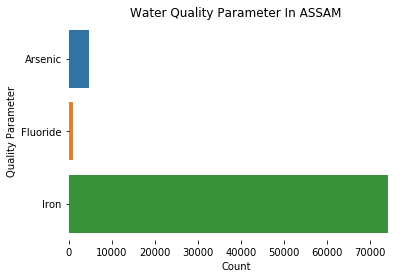 Water Quality Parameter In ASSAM
Quality Parameter
Arsenic
Fluoride
Iron
0 10000 20000 30000 40000 50000 60000 70000
Count